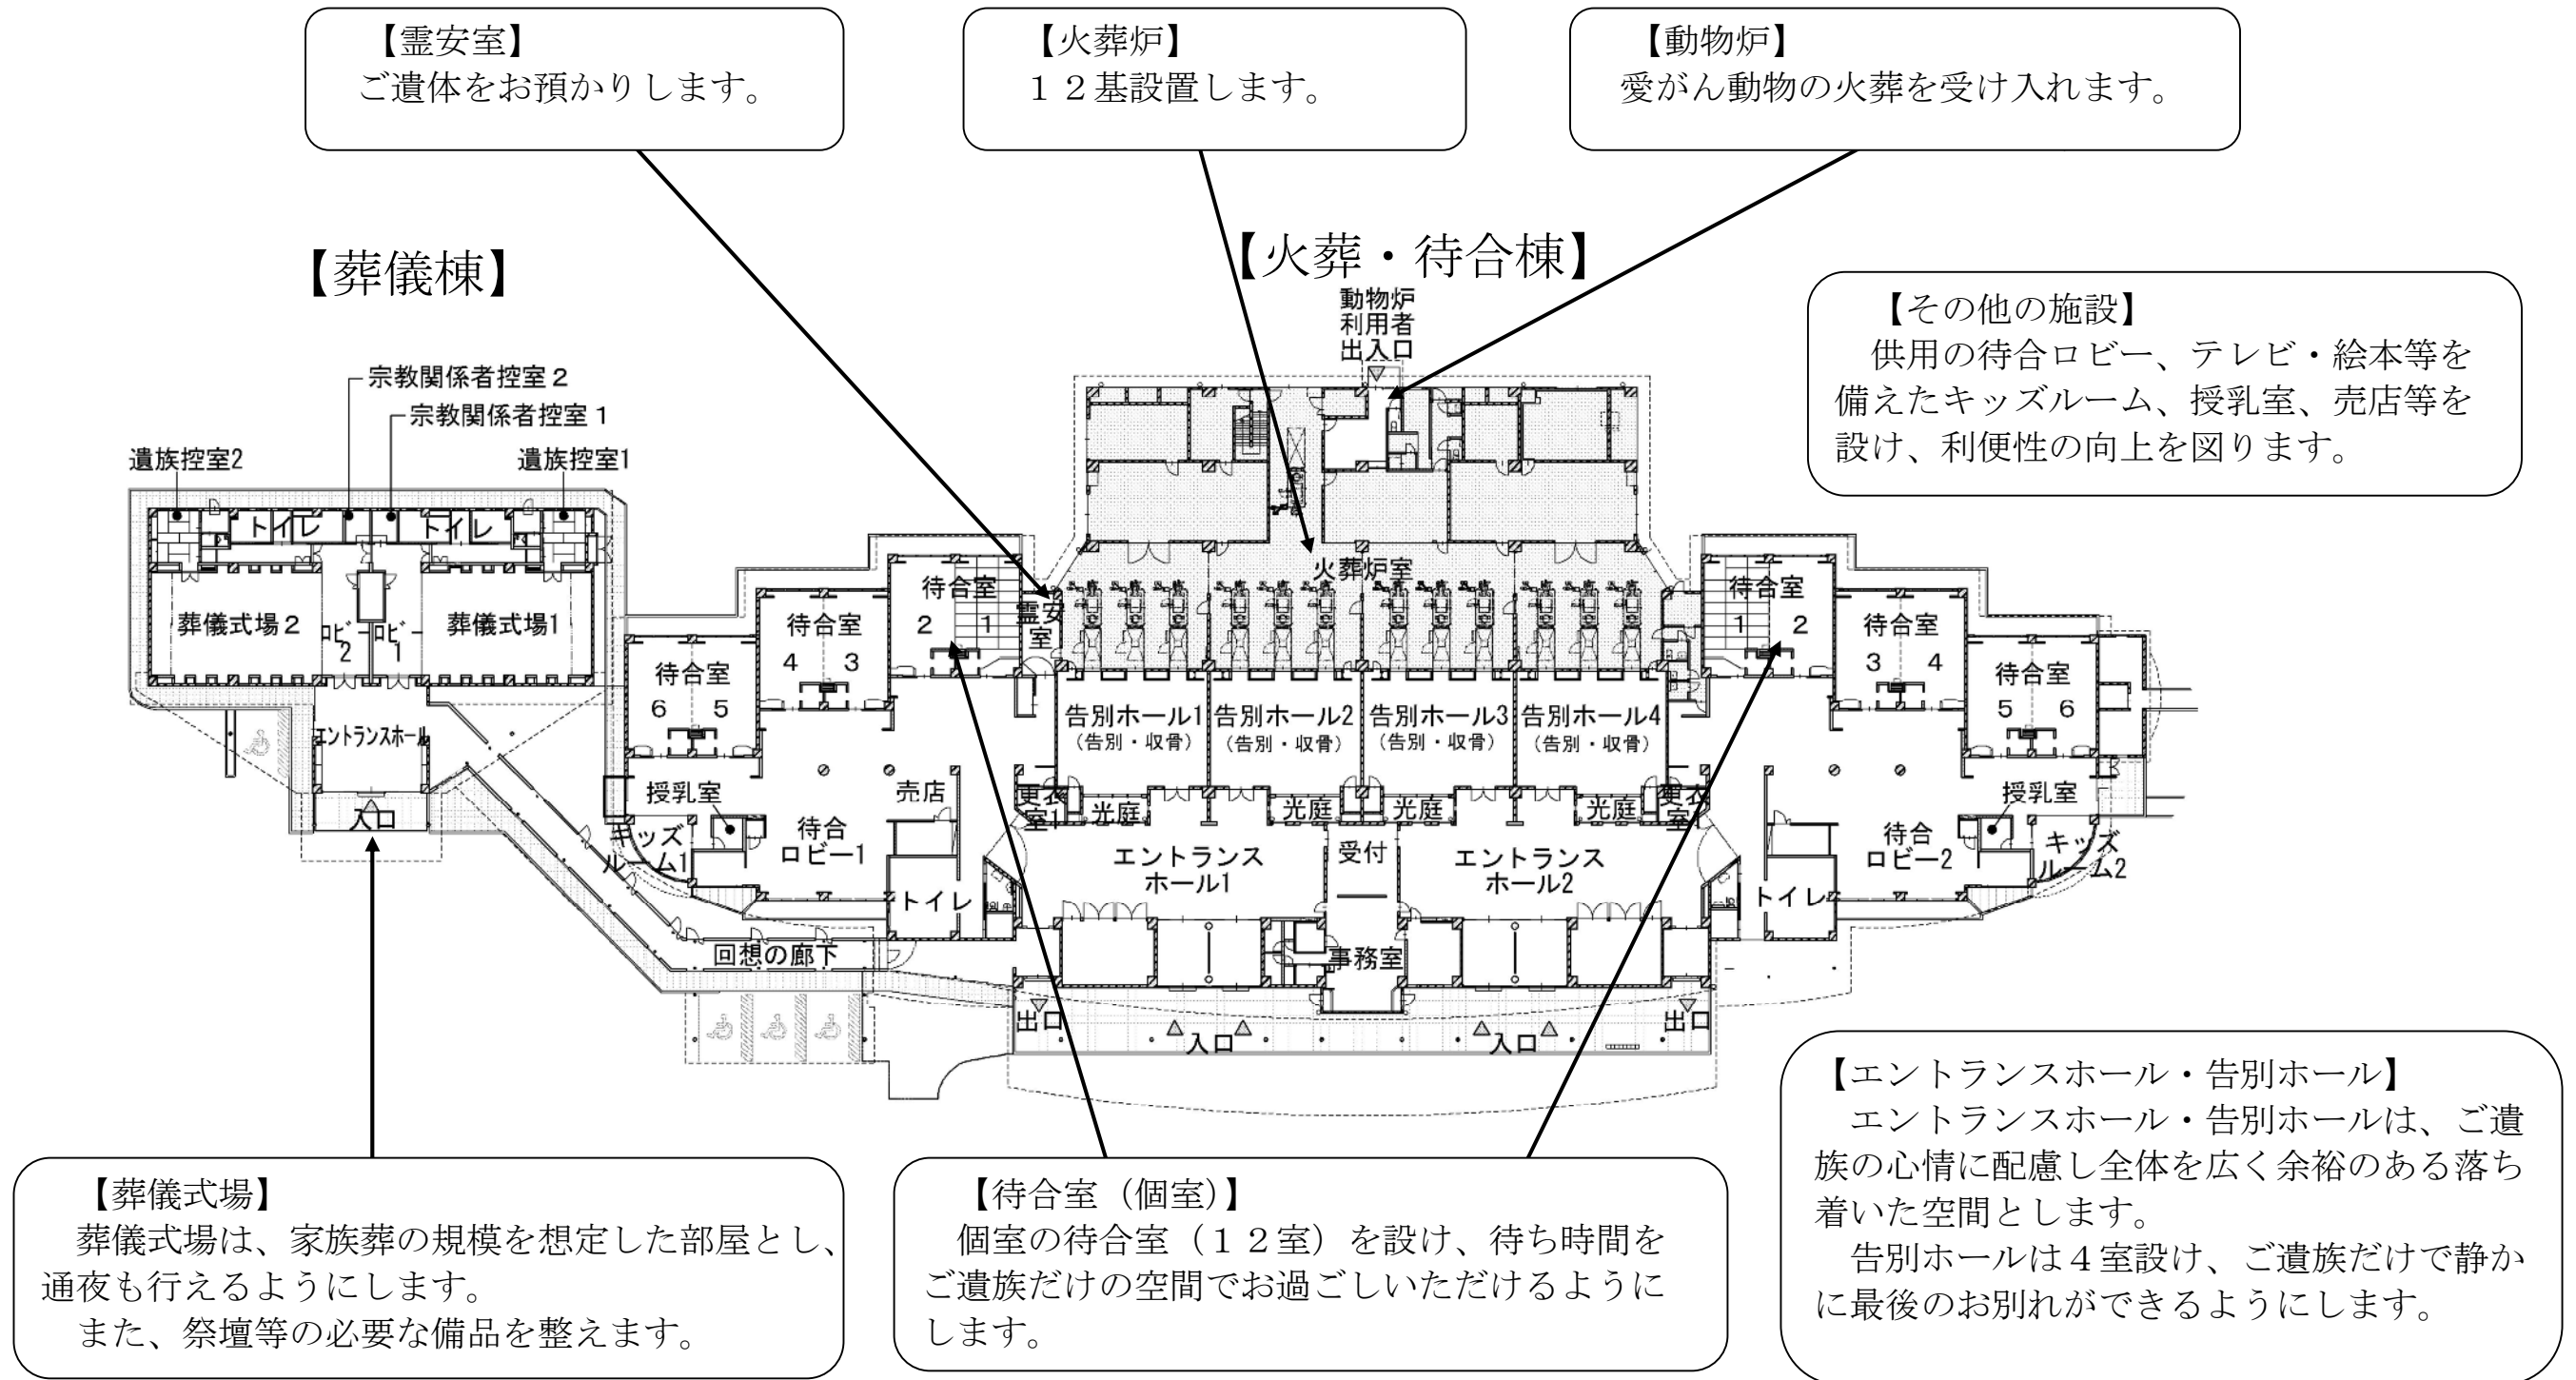 【霊安室】
ご遺体をお預かりします。
【火葬炉】
１２基設置します。
【動物炉】
愛がん動物の火葬を受け入れます。
【葬儀棟】
【火葬・待合棟】
【その他の施設】
供用の待合ロビー、テレビ・絵本等を
備えたキッズルーム、授乳室、売店等を
設け、利便性の向上を図ります。
動物炉
利用者
出入口
宗教関係者控室２
宗教関係者控室１
遺族控室2
遺族控室1
トイレ
トイレ
葬儀式場２
ロビー
2
ロビー
1
葬儀式場1
エントランスホール
入口
待合室
6 5
待合室
4 3
待合室
2 1
霊安
室
火葬炉室
待合室
1 2
待合室
3 4
待合室
5 6
告別ホール1
（告別・収骨）
告別ホール2
（告別・収骨）
告別ホール3
（告別・収骨）
告別ホール4
（告別・収骨）
授乳室
売店
更衣
室1
光庭
光庭
光庭
光庭
更衣
室1
授乳室
キッズ
ルーム1
待合
ロビー1
エントランス
ホール1
受付
エントランス
ホール2
待合
ロビー2
キッズ
ルーム2
トイレ
トイレ
回想の廊下
事務室
出口
入口
入口
出口
【葬儀式場】
葬儀式場は、家族葬の規模を想定した部屋とし、
通夜も行えるようにします。
また、祭壇等の必要な備品を整えます。
【待合室（個室）】
個室の待合室（１２室）を設け、待ち時間を
ご遺族だけの空間でお過ごしいただけるように
します。
【エントランスホール・告別ホール】
エントランスホール・告別ホールは、ご遺
族の心情に配慮し全体を広く余裕のある落ち
着いた空間とします。
告別ホールは４室設け、ご遺族だけで静か
に最後のお別れができるようにします。